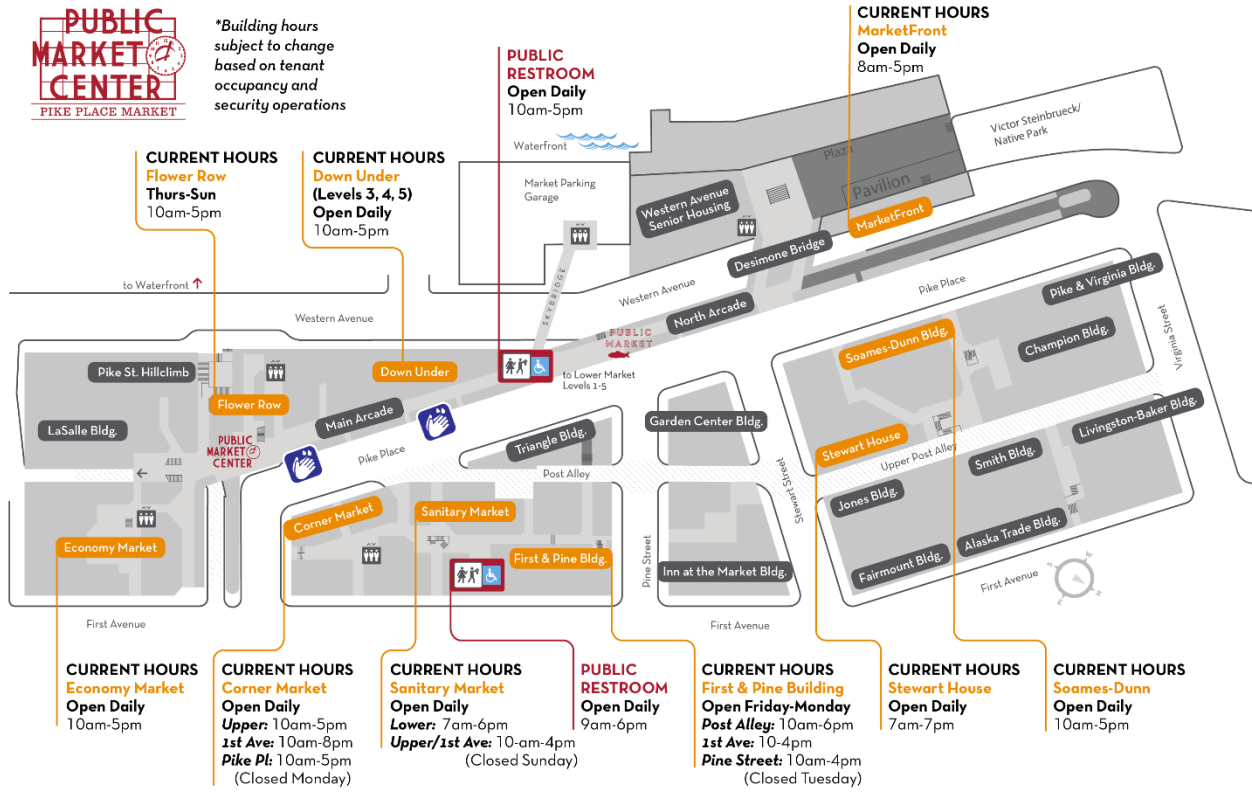 PUBLIC
MARKET
CENTER
PIKE PLACE MARKET
*Building hours
subject to change
based on tenant
occupancy and
security operations
PUBLIC
RESTROOM
Open Daily
10am-5pm
CURRENT HOURS
MarketFront
Open Daily
8am-5pm
CURRENT HOURS
Flower Row
Thurs-Sun
10am-5pm
CURRENT HOURS
Down Under
(Levels 3, 4, 5)
Open Daily
10am-5pm
Waterfront
Market Parking
Garage
Western Avenue
Senior Housing
Plaza
Pavilion
MarketFront
Victor Steinbrueck/
Native Park
Desimone Bridge
SKYBRIDGE
to Waterfront
Western Avenue
Western Avenue
North Arcade
Pike Place
Pike & Virginia Bldg.
Virginia Street
PUBLIC
MARKET
to Lower Market
Levels 1-5
Soames-Dunn Bldg.
Champion Bldg.
Pike St. Hillclimb
Down Under
Flower Row
Main Arcade
LaSalle Bldg.
PUBLIC
MARKET
CENTER
Pike Place
Triangle Bldg.
Garden Center Bldg.
Post Alley
Stewart Street
Stewart House
Upper Post Alley
Livingston-Baker Bldg.
Smith Bldg.
Jones Bldg.
Corner Market
Sanitary Market
Economy Market
First & Pine Bldg.
Pine Street
Inn at the Market Bldg.
Fairmount Bldg.
Alaska Trade Bldg.
First Avenue
W
S
N
E
First Avenue
First Avenue
CURRENT HOURS
Economy Market
Open Daily
10am-5pm
CURRENT HOURS
Corner Market
Open Daily
Upper: 10am-5pm
1st Ave: 10am-8pm
Pike Pl: 10am-5pm
(Closed Monday)
CURRENT HOURS
Sanitary Market
Open Daily
Lower: 7am-6pm
Upper/1st Ave: 10-am-4pm
(Closed Sunday)
PUBLIC
RESTROOM
Open Daily
9am-6pm
CURRENT HOURS
First & Pine Building
Open Friday-Monday
Post Alley: 10am-6pm
1st Ave: 10-4pm
Pine Street: 10am-4pm
(Closed Tuesday)
CURRENT HOURS
Stewart House
Open Daily
7am-7pm
CURRENT HOURS
Soames-Dunn
Open Daily
10am-5pm